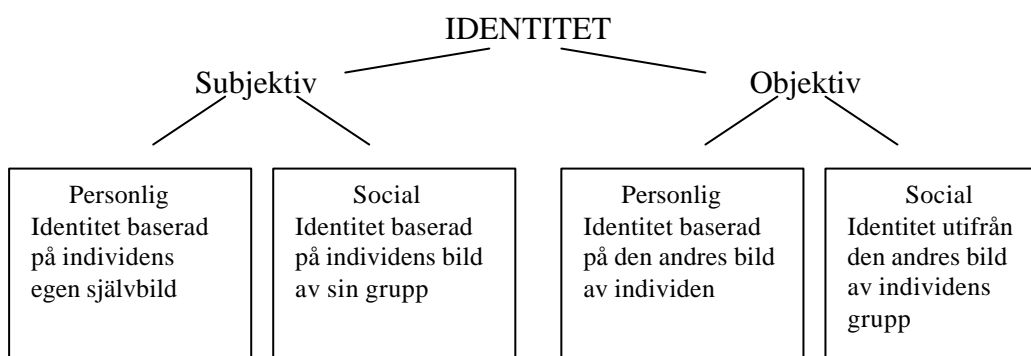 IDENTITET
Subjektiv
Objektiv
Personlig
Identitet baserad
på individens
egen självbild
Social
Identitet baserad
på individens bild
av sin grupp
Personlig
Identitet baserad
på den andres bild
av individen
Social
Identitet utifrån
den andres bild
av individens
grupp